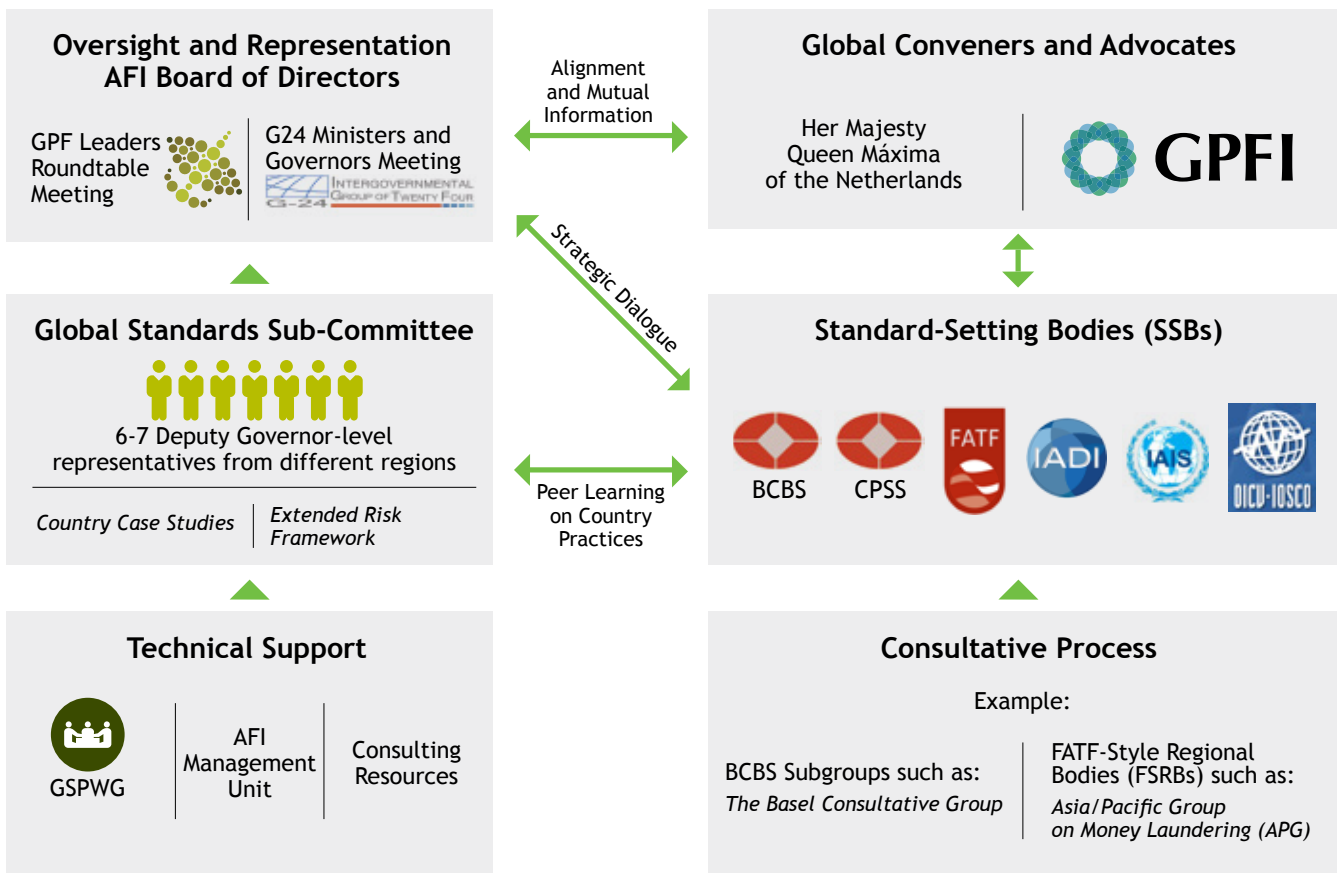 Oversight and Representation
AFI Board of Directors
GPF Leaders
Roundtable
Meeting
G24 Ministers and
Governors Meeting
G-24
INTERGOVERNMENTAL
GROUP OF TWENTY FOUR
Alignment
and Mutual
Information
Global Conveners and Advocates
Her Majesty
Queen Máxima
of the Netherlands
GPFI
Strategic Dialogue
Global Standards Sub-Committee
6-7 Deputy Governor-level
representatives from different regions
Country Case Studies
Extended Risk
Framework
Peer Learning
on Country
Practices
Standard-Setting Bodies (SSBs)
BCBS
CPSS
FATF
IADI
IAIS
OICU-IOSCO
Technical Support
GSPWG
AFI
Management
Unit
Consulting
Resources
Consultative Process
Example:
BCBS Subgroups such as:
The Basel Consultative Group
FATF-Style Regional
Bodies (FSRBs) such as:
Asia/Pacific Group
on Money Laundering (APG)